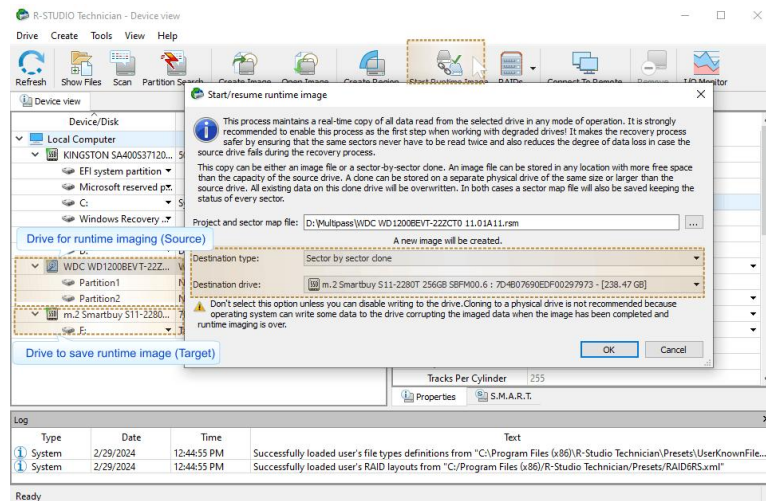 R-STUDIO Technician - Device view
Drive Create Tools View Help
Refresh Show Files Scan Partition Search Create Image Open Image Create Region Start Runtime Image RAIDs Connect To Remote Remove I/O Monitor
Device view
Start/resume runtime image
Device/Disk
Local Computer
KINGSTON SA400S37120...
EFI system partition
Microsoft reserved p...
C:
Windows Recovery ...
Drive for runtime imaging (Source)
D:
WDC WD1200BEVT-22Z...
Partition1
Partition2
m.2 Smartbuy S11-2280...
F:
Drive to save runtime image (Target)
This process maintains a real-time copy of all data read from the selected drive in any mode of operation. It is strongly
recommended to enable this process as the first step when working with degraded drives! It makes the recovery process
safer by ensuring that the same sectors never have to be read twice and also reduces the degree of data loss in case the
source drive fails during the recovery process.
This copy can be either an image file or a sector-by-sector clone. An image file can be stored in any location with more free space
than the capacity of the source drive. A clone can be stored on a separate physical drive of the same size or larger than the
source drive. All existing data on this clone drive will be overwritten. In both cases a sector map file will also be saved keeping the
status of every sector.
Project and sector map file: D:\Multipass\WDC WD1200BEVT-22ZCT0 11.01A11.rsm ...
A new image will be created.
Destination type: Sector by sector clone
Destination drive: m.2 Smartbuy S11-2280T 256GB SBFM00.6 : 7D4B07690EDF00297973 - [238.47 GB]
Don't select this option unless you can disable writing to the drive.Cloning to a physical drive is not recommended because
operating system can write some data to the drive corrupting the imaged data when the image has been completed and
runtime imaging is over.
OK Cancel
Tracks Per Cylinder 255
Properties S.M.A.R.T.
Log
Type Date Time Text
System 2/29/2024 12:44:55 PM Successfully loaded user's file types definitions from "C:\Program Files (x86)\R-Studio Technician\Presets\UserKnownFile...
System 2/29/2024 12:44:55 PM Successfully loaded user's RAID layouts from "C:/Program Files (x86)/R-Studio Technician/Presets/RAID6RS.xml"
Ready